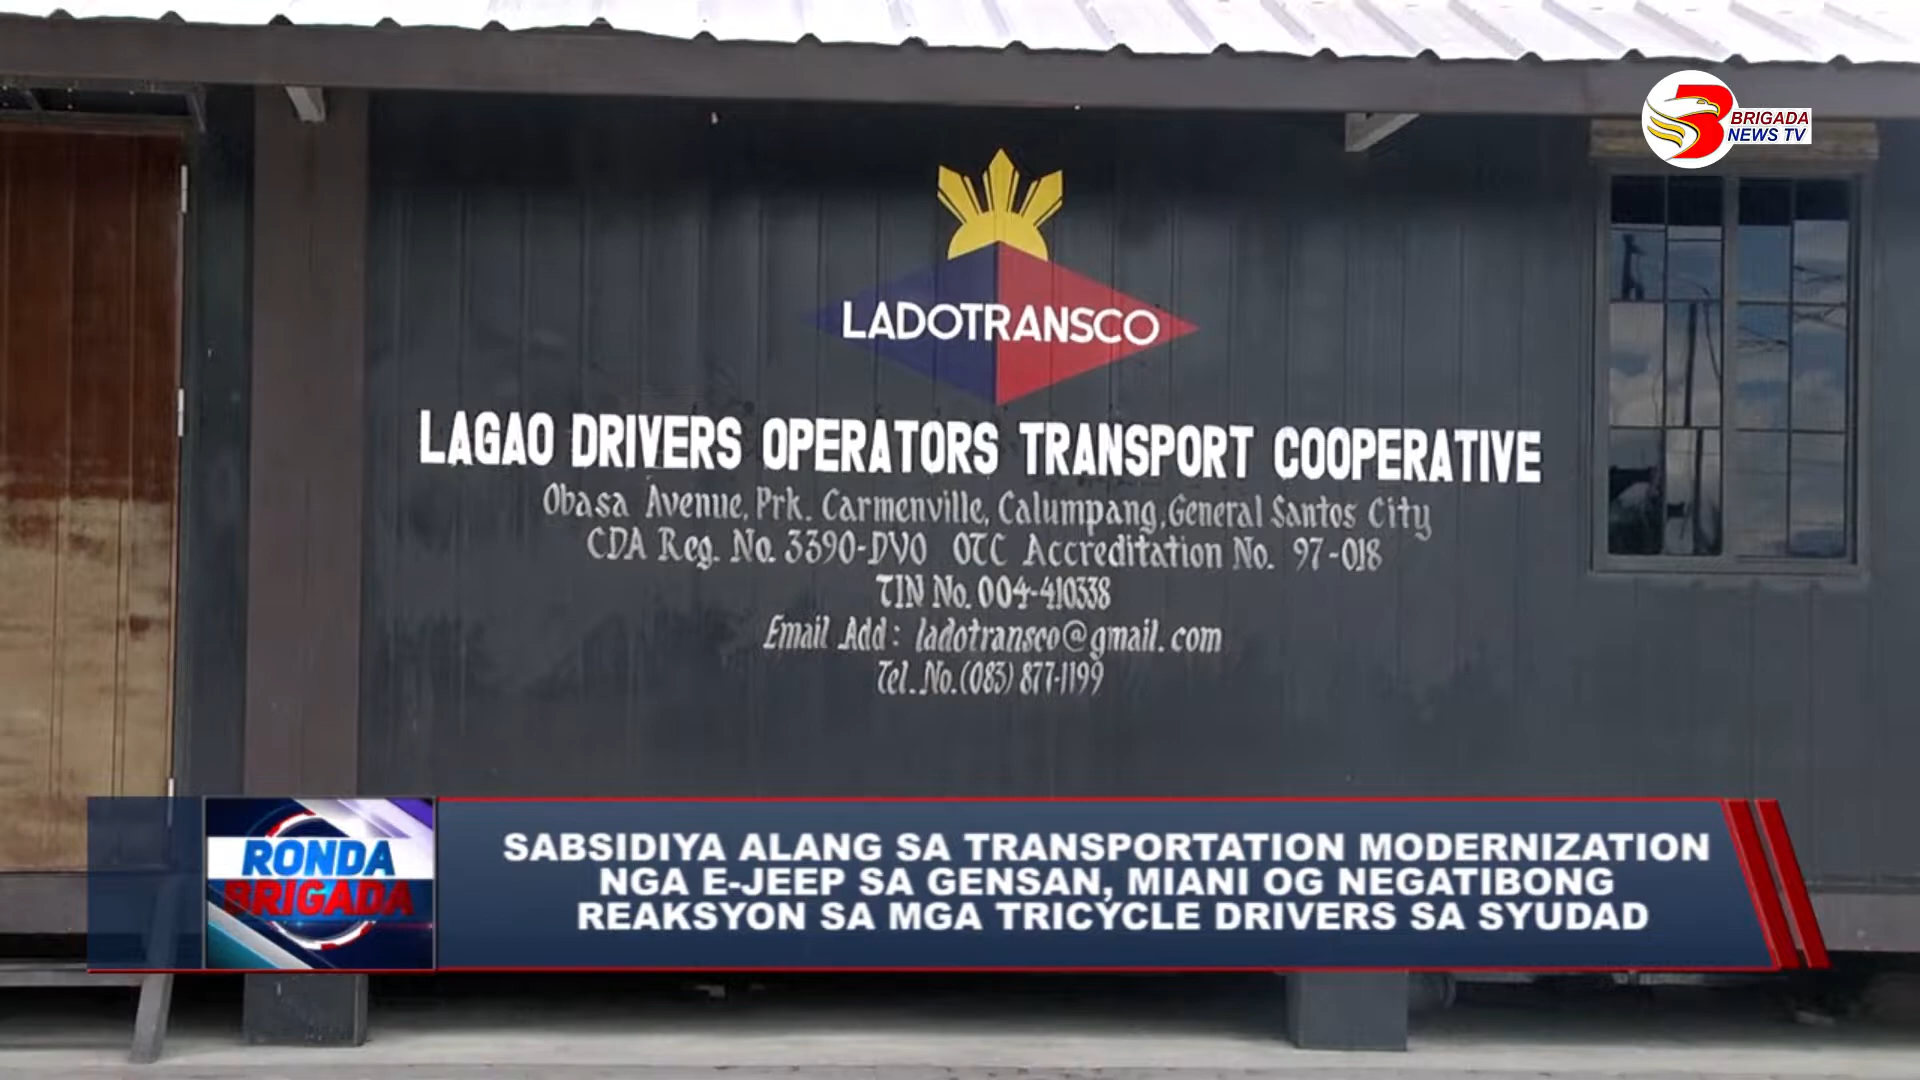 BRIGADA
NEWS TV
LADOTRANSCO
LAGAO DRIVERS OPERATORS TRANSPORT COOPERATIVE
Obasa Avenue, Prk. Carmenville, Calumpang, General Santos City
CDA Reg. No. 3390-DVO OTC Accreditation No. 97-018
TIN No. 004-410338
Email Add : ladotransco@gmail.com
Tel. No. (083) 877-1199
RONDA
BRIGADA
SABSIDIYA ALANG SA TRANSPORTATION MODERNIZATION
NGA E-JEEP SA GENSAN, MIANI OG NEGATIBONG
REAKSYON SA MGA TRICYCLE DRIVERS SA SYUDAD